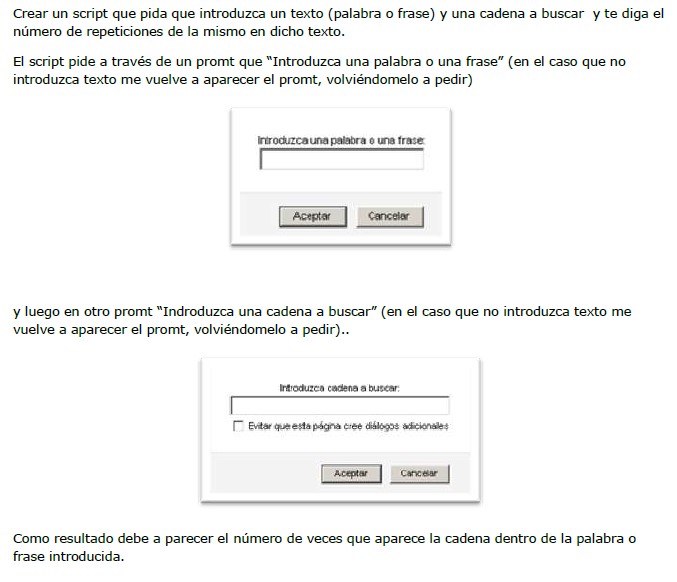 Crear un script que pida que introduzca un texto (palabra o frase) y una cadena a buscar y te diga el
número de repeticiones de la mismo en dicho texto.
El script pide a través de un promt que “Introduzca una palabra o una frase” (en el caso que no
introduzca texto me vuelve a aparecer el promt, volviéndomelo a pedir)
Introduzca una palabra o una frase:
Aceptar Cancelar
y luego en otro promt “Indroduzca una cadena a buscar” (en el caso que no introduzca texto me
vuelve a aparecer el promt, volviéndomelo a pedir)..
Introduzca cadena a buscar:
Evitar que esta página cree diálogos adicionales
Aceptar Cancelar
Como resultado debe a parecer el número de veces que aparece la cadena dentro de la palabra o
frase introducida.